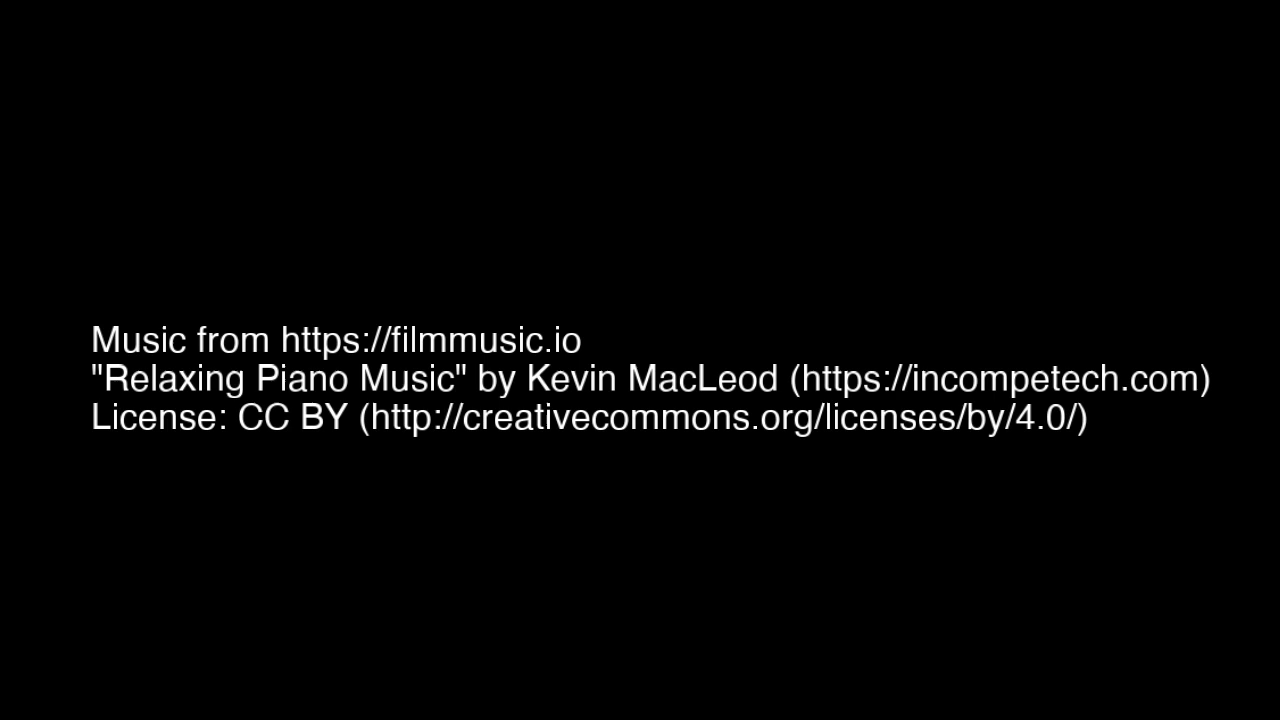 Music from https://filmmusic.io
"Relaxing Piano Music" by Kevin MacLeod (https://incompetech.com)
License: CC BY (http://creativecommons.org/licenses/by/4.0/)